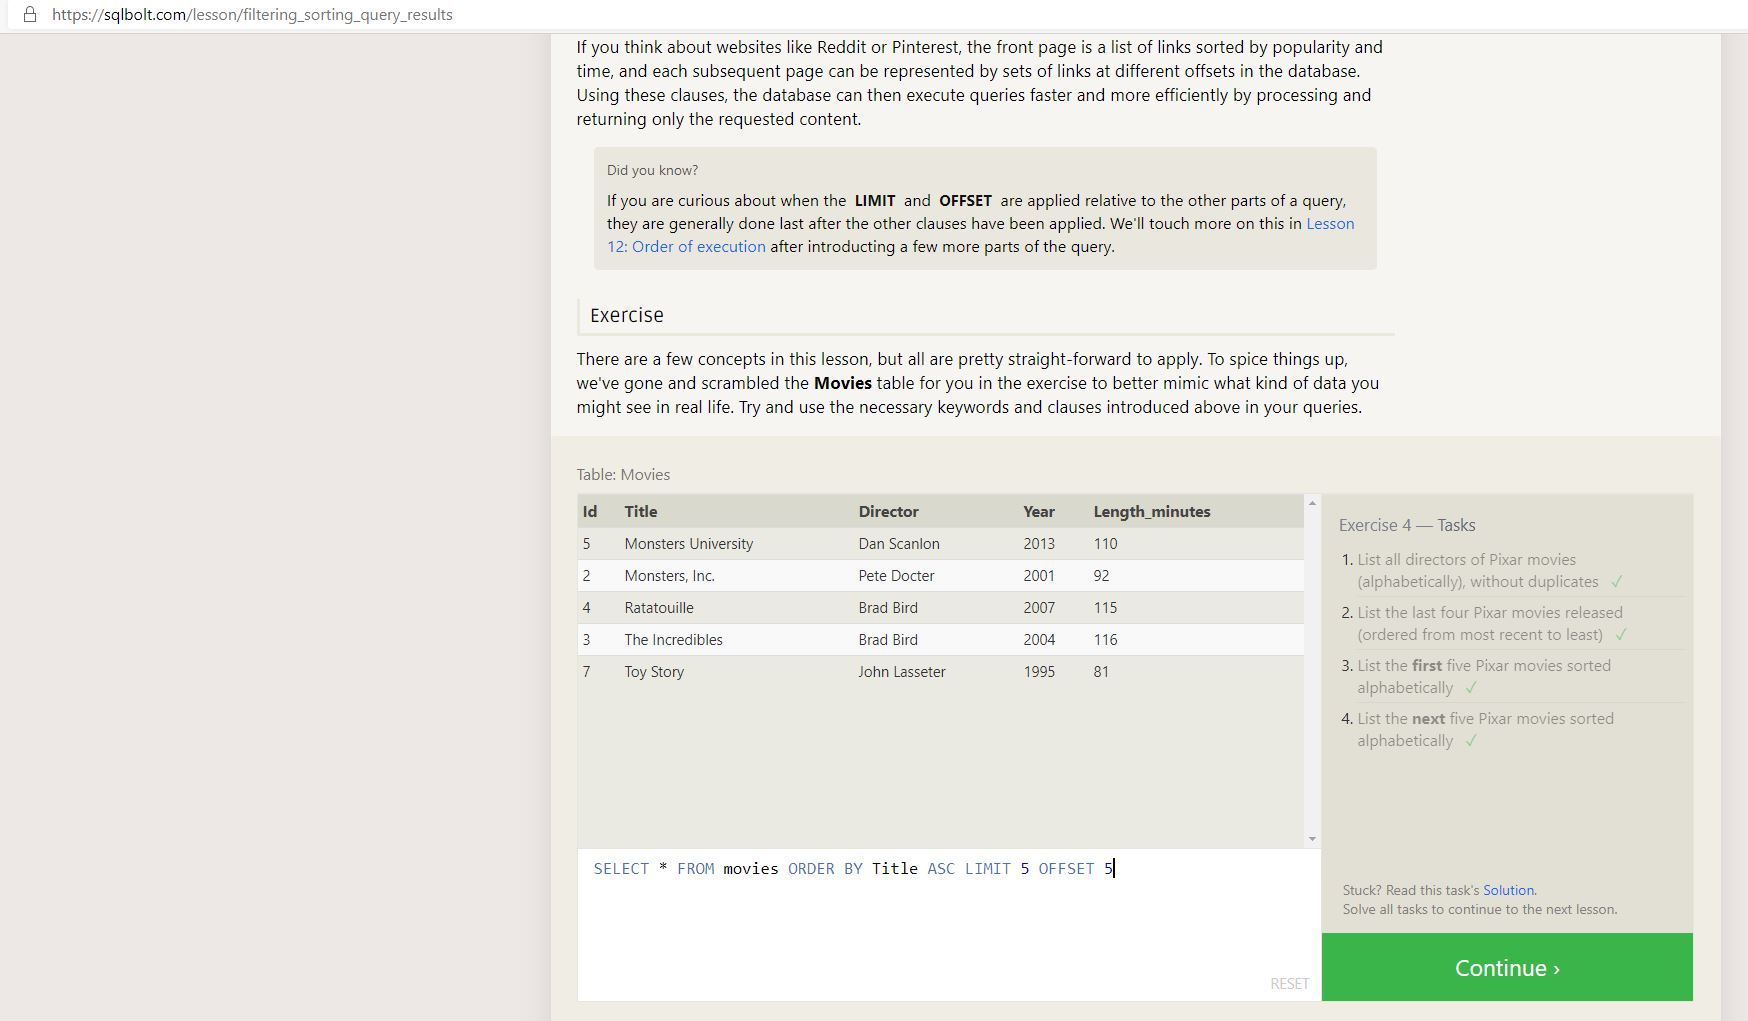 https://sqlbolt.com/lesson/filtering_sorting_query_results
If you think about websites like Reddit or Pinterest, the front page is a list of links sorted by popularity and
time, and each subsequent page can be represented by sets of links at different offsets in the database.
Using these clauses, the database can then execute queries faster and more efficiently by processing and
returning only the requested content.
Did you know?
If you are curious about when the LIMIT and OFFSET are applied relative to the other parts of a query,
they are generally done last after the other clauses have been applied. We'll touch more on this in Lesson
12: Order of execution after introducting a few more parts of the query.
Exercise
There are a few concepts in this lesson, but all are pretty straight-forward to apply. To spice things up,
we've gone and scrambled the Movies table for you in the exercise to better mimic what kind of data you
might see in real life. Try and use the necessary keywords and clauses introduced above in your queries.
Table: Movies
Id Title Director Year Length_minutes
5 Monsters University Dan Scanlon 2013 110
2 Monsters, Inc. Pete Docter 2001 92
4 Ratatouille Brad Bird 2007 115
3 The Incredibles Brad Bird 2004 116
7 Toy Story John Lasseter 1995 81
SELECT * FROM movies ORDER BY Title ASC LIMIT 5 OFFSET 5
RESET
Exercise 4 — Tasks
1. List all directors of Pixar movies
(alphabetically), without duplicates ✓
2. List the last four Pixar movies released
(ordered from most recent to least) ✓
3. List the first five Pixar movies sorted
alphabetically ✓
4. List the next five Pixar movies sorted
alphabetically ✓
Stuck? Read this task's Solution.
Solve all tasks to continue to the next lesson.
Continue ›